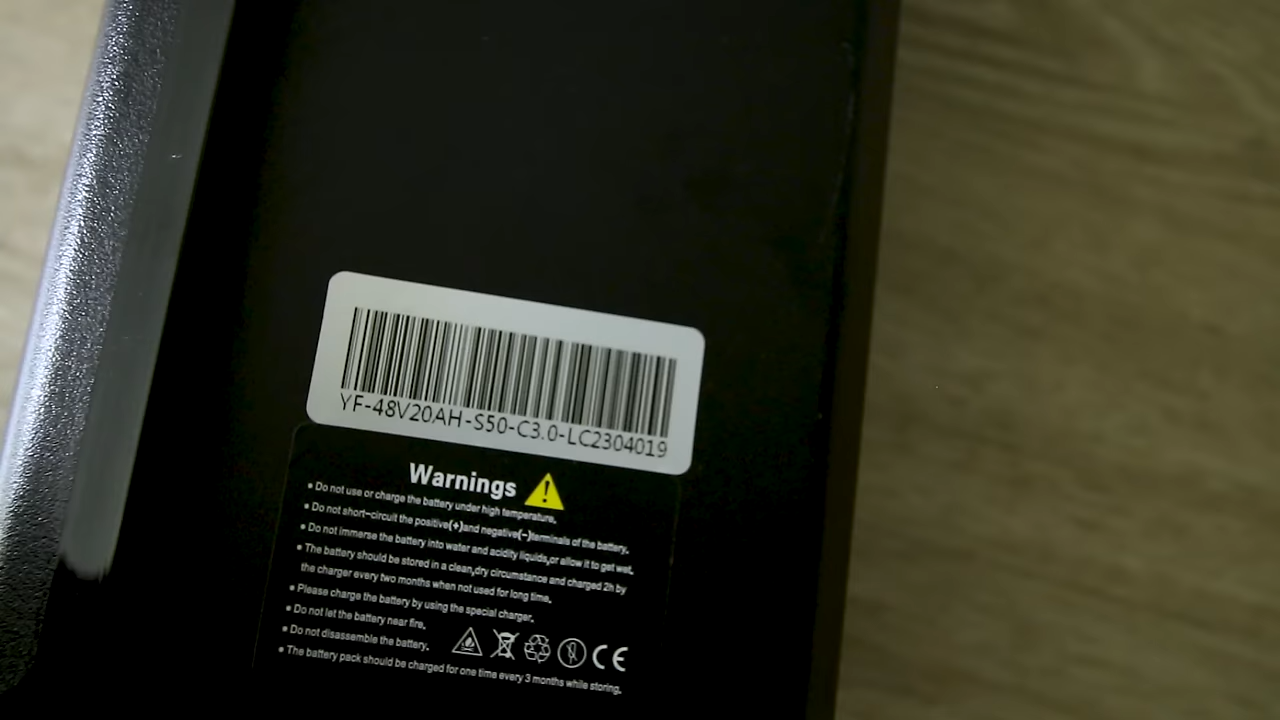 YF-48V20AH-S50-C3.0-LC2304019
Warnings
• Do not use or charge the battery under high temperature.
• Do not short-circuit the positive(+)and negative(-)terminals of the battery.
• Do not immerse the battery into water and acidity liquids,or allow it to get wet.
• The battery should be stored in a clean,dry circumstance and charged 2h by
the charger every two months when not used for long time.
• Please charge the battery by using the special charger.
• Do not let the battery near fire.
• Do not disassemble the battery.
CE
• The battery pack should be charged for one time every 3 months while storing.